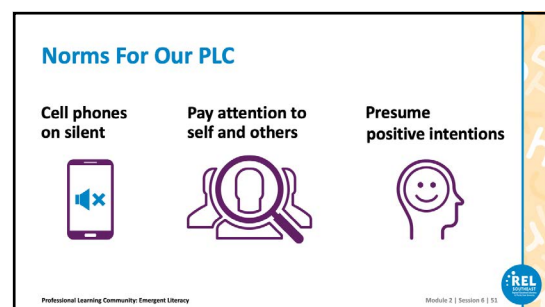 Norms For Our PLC
Cell phones
on silent
Pay attention to
self and others
Presume
positive intentions
Professional Learning Community: Emergent Literacy
Module 2 | Session 6 | 51
REL
SOUTHEAST